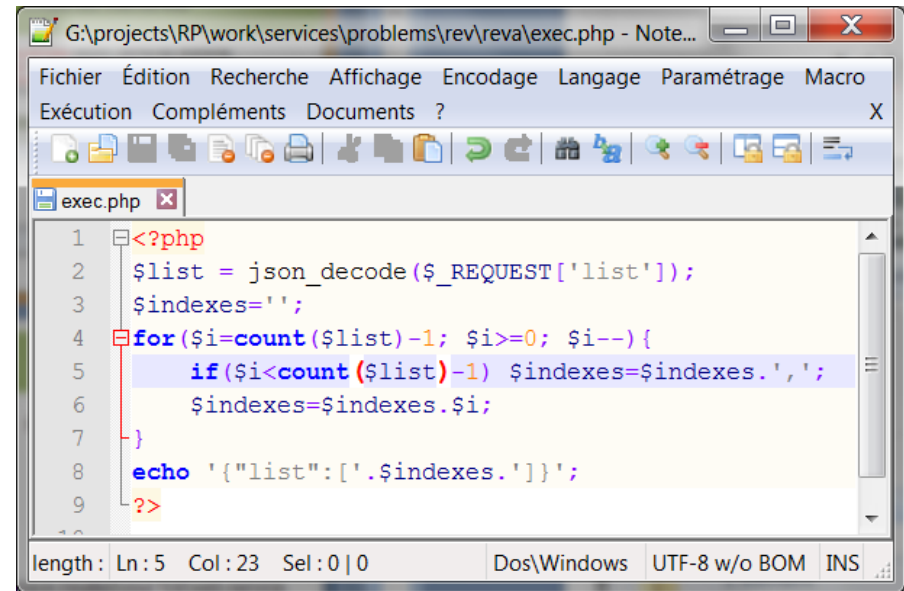 G:\projects\RP\work\services\problems\rev\reva\exec.php - Note...
Fichier Édition Recherche Affichage Encodage Langage Paramétrage Macro
Exécution Compléments Documents ? X
exec.php
1 <?php
2 $list = json_decode($_REQUEST['list']);
3 $indexes='';
4 for($i=count($list)-1; $i>=0; $i--){
5 if($i<count($list)-1) $indexes=$indexes.',';
6 $indexes=$indexes.$i;
7 }
8 echo '{"list":['.$indexes.']}';
9 ?>
length : Ln : 5 Col : 23 Sel : 0 | 0 Dos\Windows UTF-8 w/o BOM INS